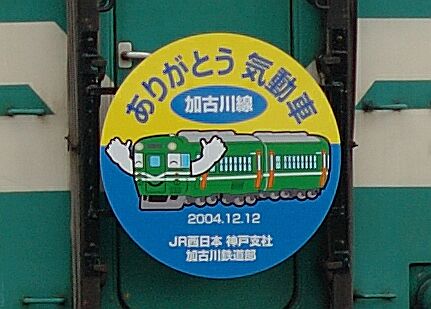 ありがとう 気動車
加古川線
2004.12.12
JR西日本 神戸支社
加古川鉄道部